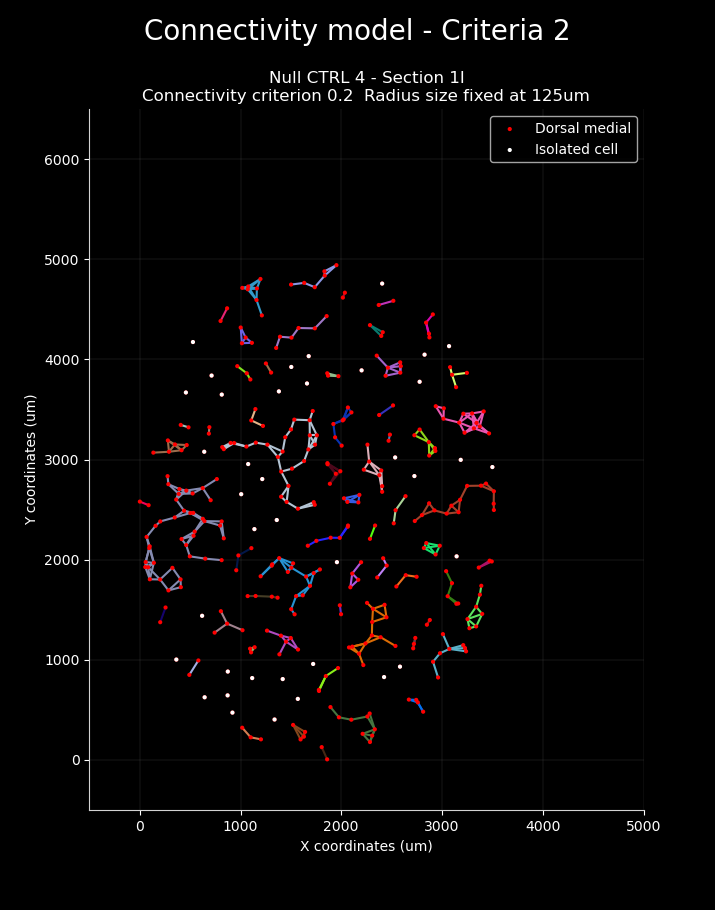 Connectivity model - Criteria 2
Null CTRL 4 - Section 1I
Connectivity criterion 0.2  Radius size fixed at 125um
Dorsal medial
Isolated cell
Y coordinates (um)
6000
5000
4000
3000
2000
1000
0
0
1000
2000
3000
4000
5000
X coordinates (um)